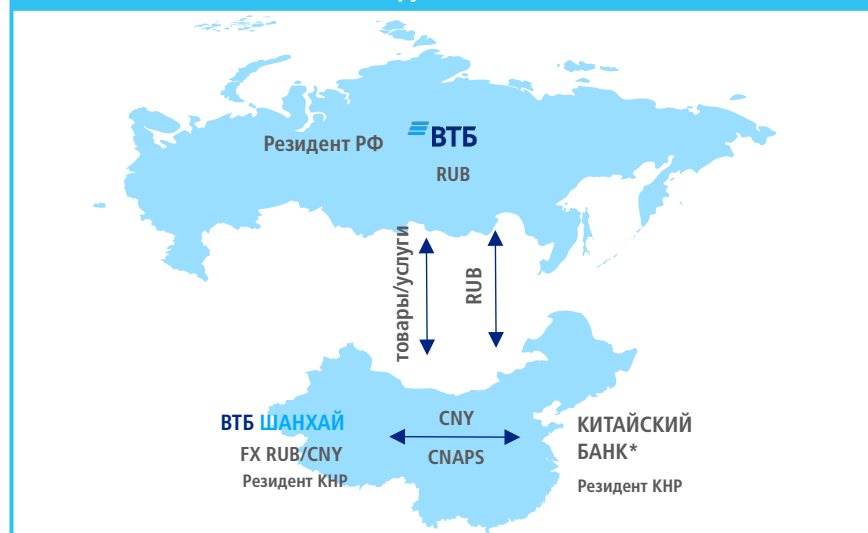 ВТБ
Резидент РФ
RUB
товары/услуги
RUB
ВТБ ШАНХАЙ
FX RUB/CNY
Резидент КНР
CNY
CNAPS
КИТАЙСКИЙ
БАНК*
Резидент КНР